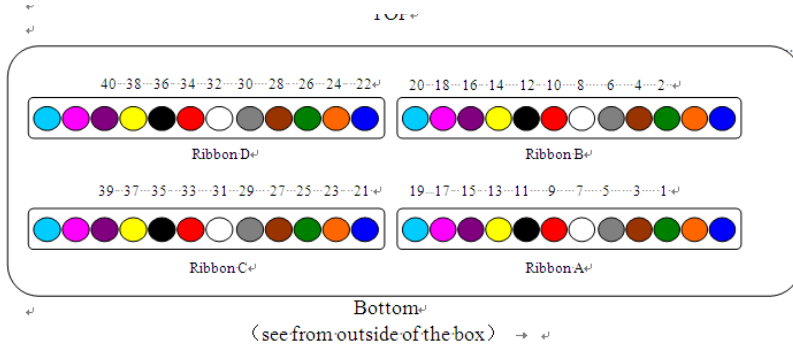 TOP
40 38 36 34 32 30 28 26 24 22
20 18 16 14 12 10 8 6 4 2
Ribbon D
Ribbon B
39 37 35 33 31 29 27 25 23 21
19 17 15 13 11 9 7 5 3 1
Ribbon C
Ribbon A
Bottom
(see from outside of the box)